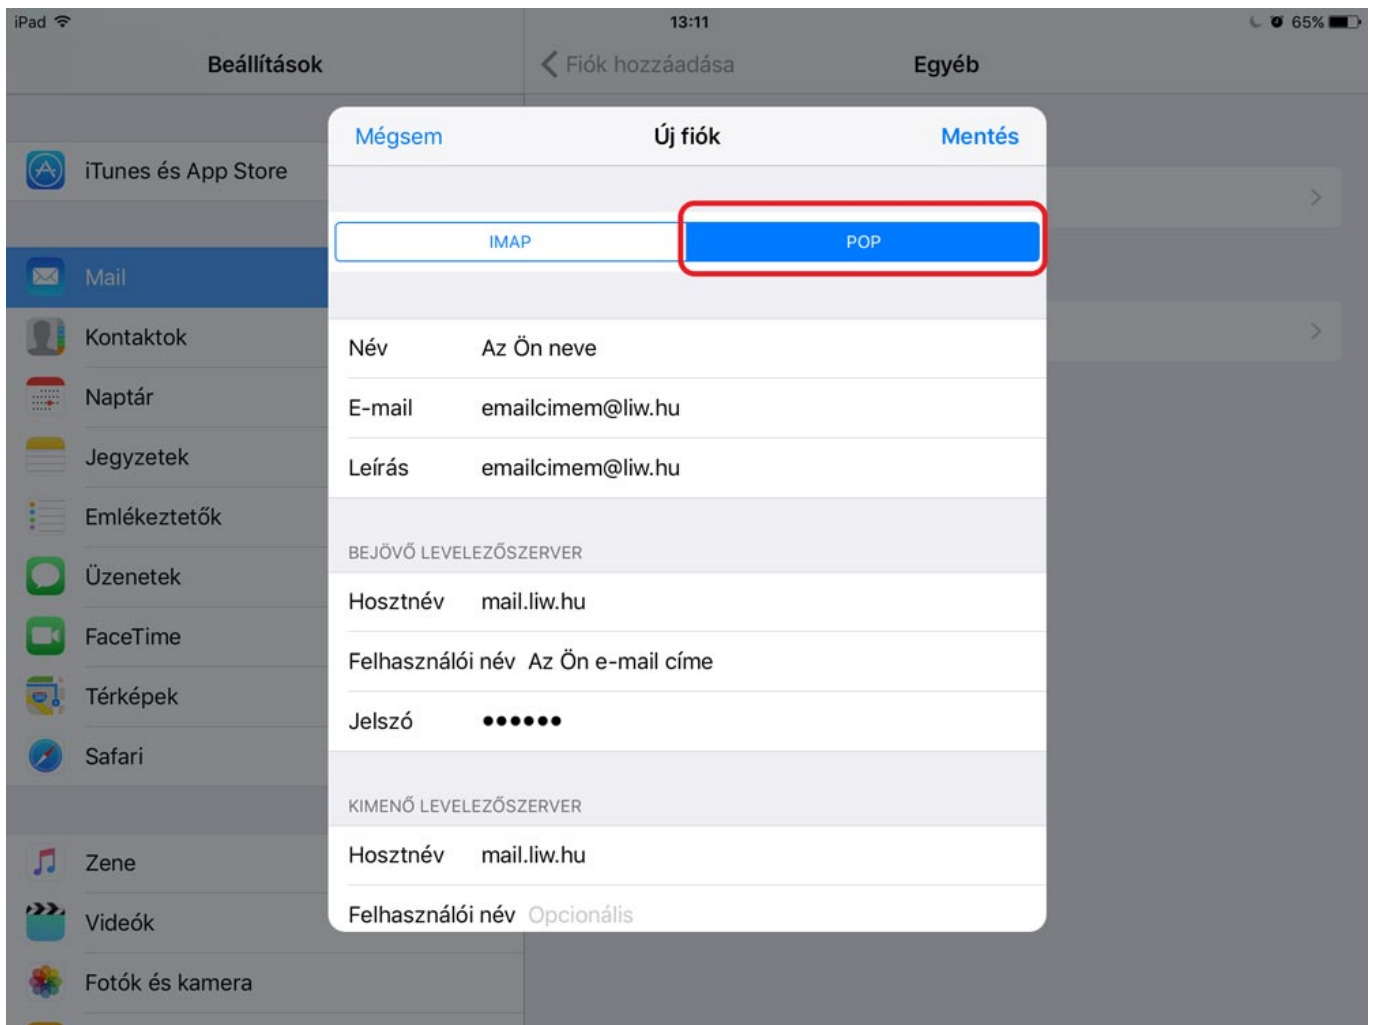 iPad 13:11 65%
Beállítások
Fiók hozzáadása Egyéb
iTunes és App Store
Mail
Kontaktok
Naptár
Jegyzetek
Emlékeztetők
Üzenetek
FaceTime
Térképek
Safari
Zene
Videók
Fotók és kamera
Mégsem Új fiók Mentés
IMAP POP
Név Az Ön neve
E-mail emailcimem@liw.hu
Leírás emailcimem@liw.hu
BEJÖVŐ LEVELEZŐSZERVER
Hosztnév mail.liw.hu
Felhasználói név Az Ön e-mail címe
Jelszó ●●●●●●
KIMENŐ LEVELEZŐSZERVER
Hosztnév mail.liw.hu
Felhasználói név Opcionális